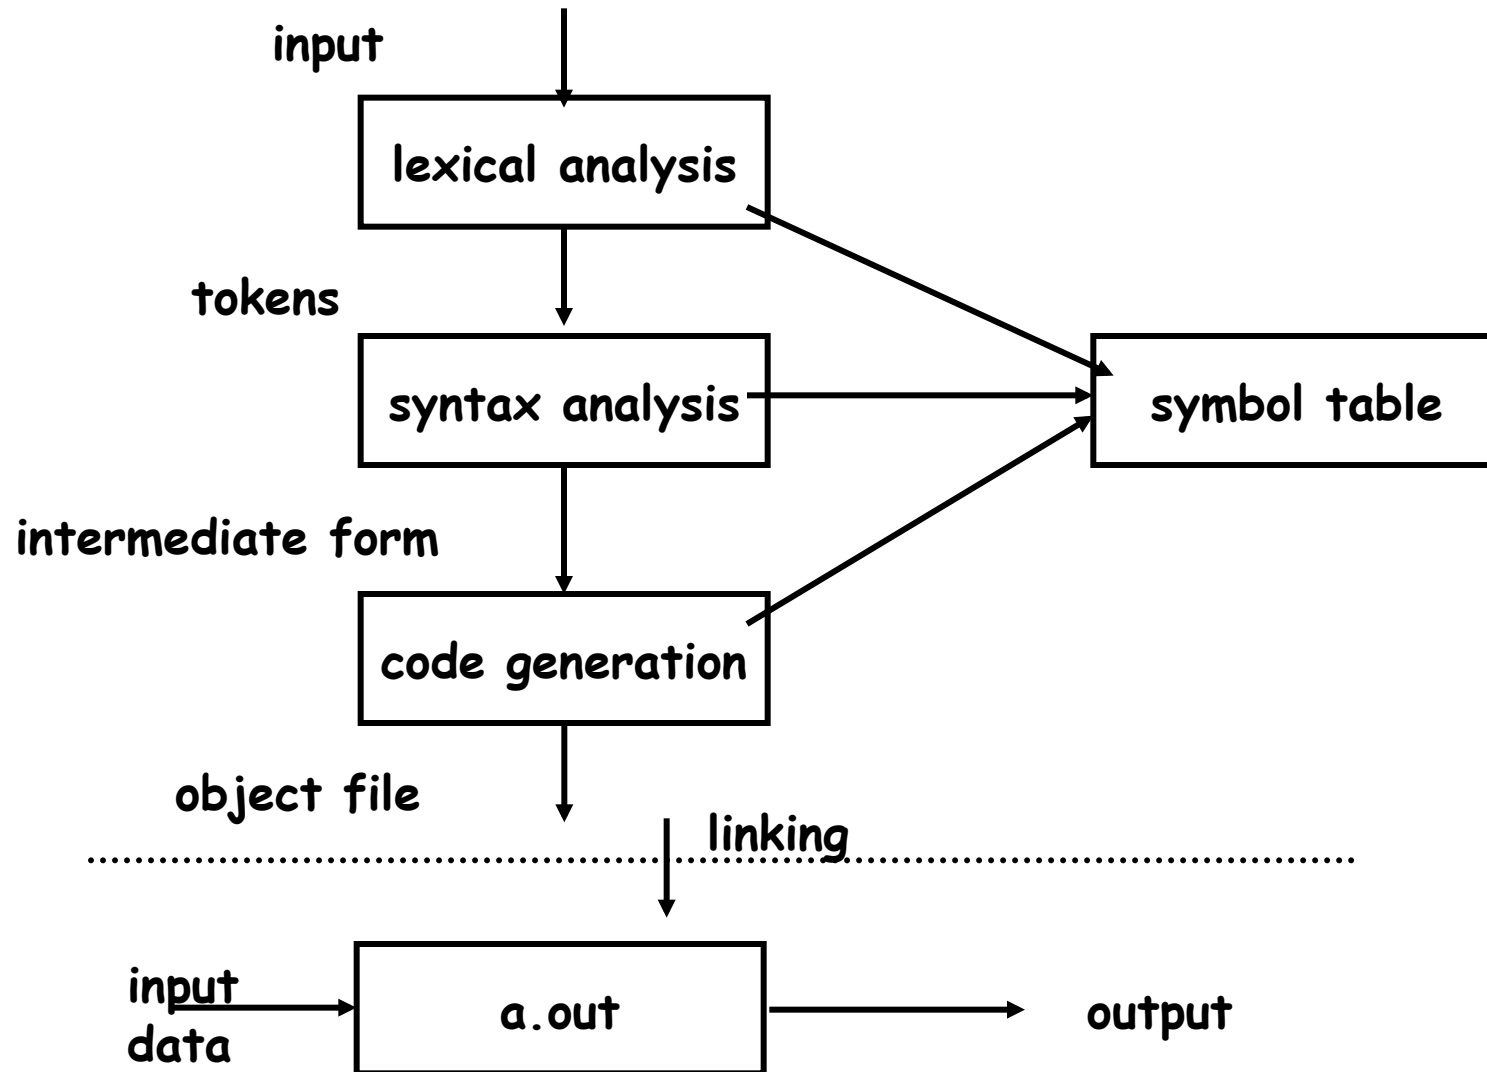 input
lexical analysis
tokens
syntax analysis
symbol table
intermediate form
code generation
object file
linking
input
data
a.out
output